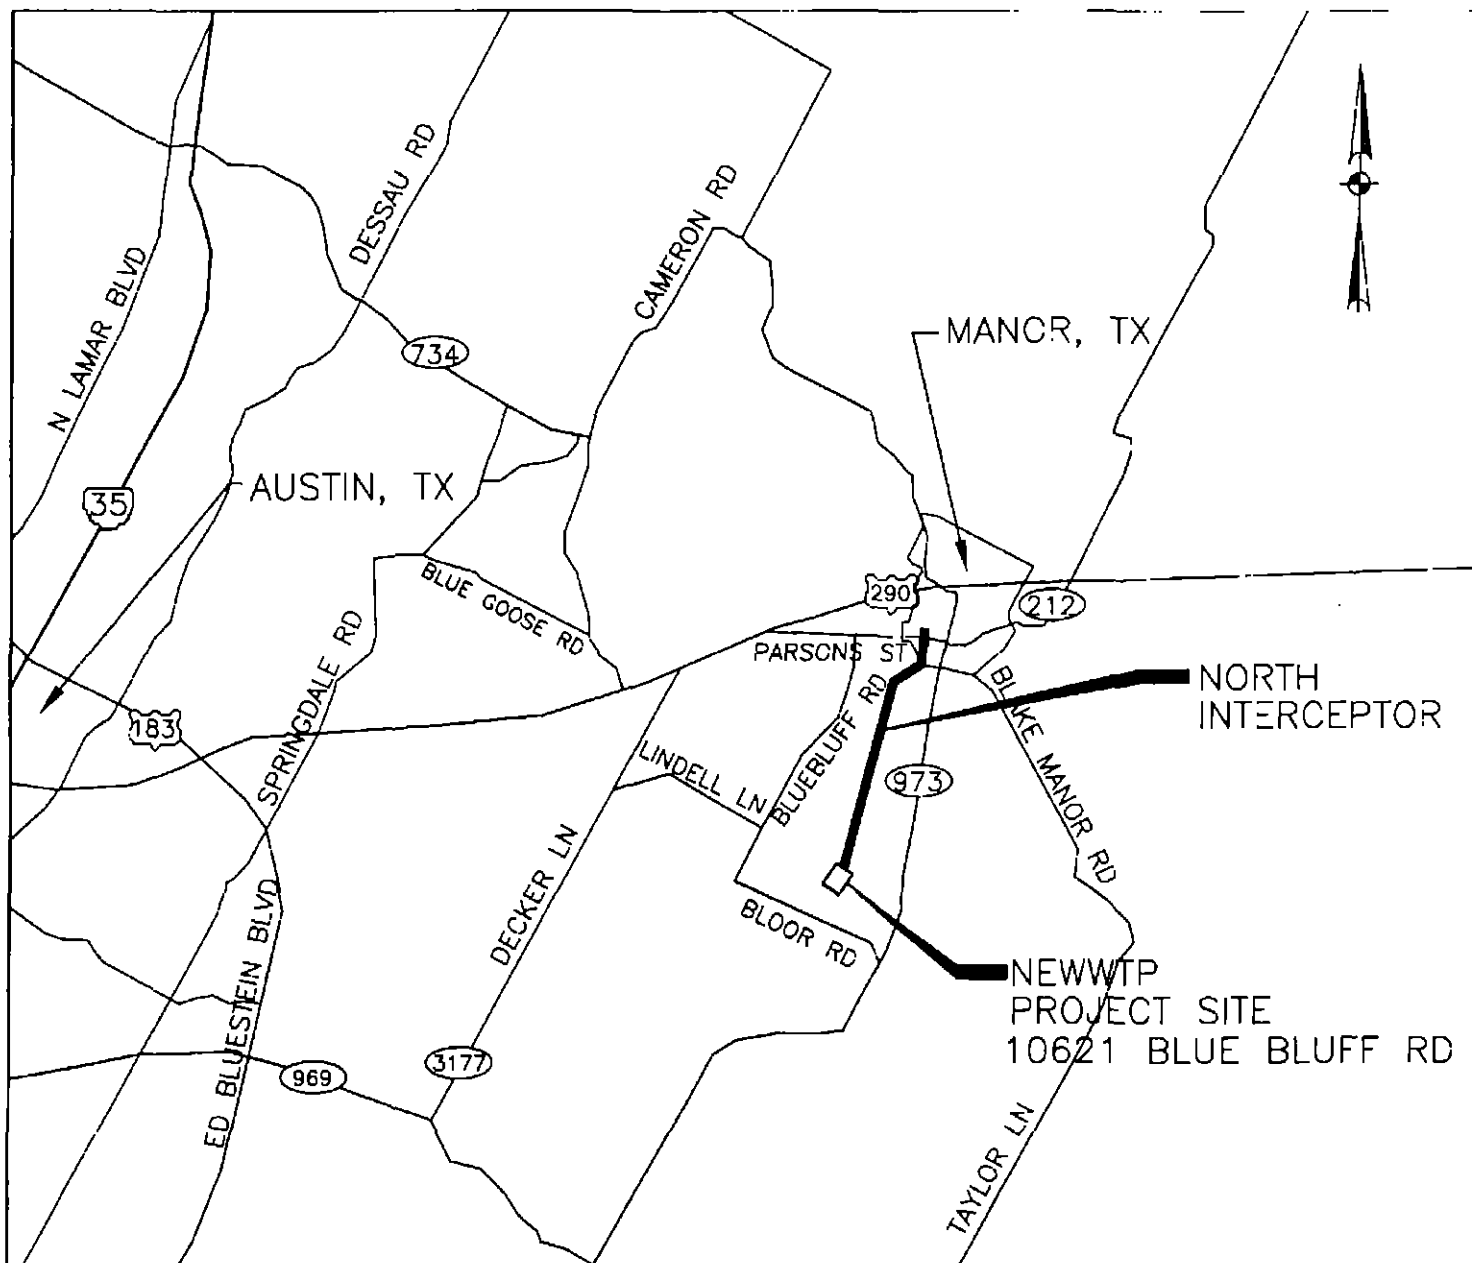 DESSAU RD
CAMERON RD
N LAMAR BLVD
MANOR, TX
734
AUSTIN, TX
35
BLUE GOOSE RD
290
212
PARSONS ST
SPRINGDALE RD
BLUEBLUFF RD
BLAKE MANOR RD
NORTH
INTERCEPTOR
183
LINDELL LN
973
DECKER LN
ED BLUESTEIN BLVD
BLOOR RD
NEWWTP
PROJECT SITE
10621 BLUE BLUFF RD
3177
969
TAYLOR LN